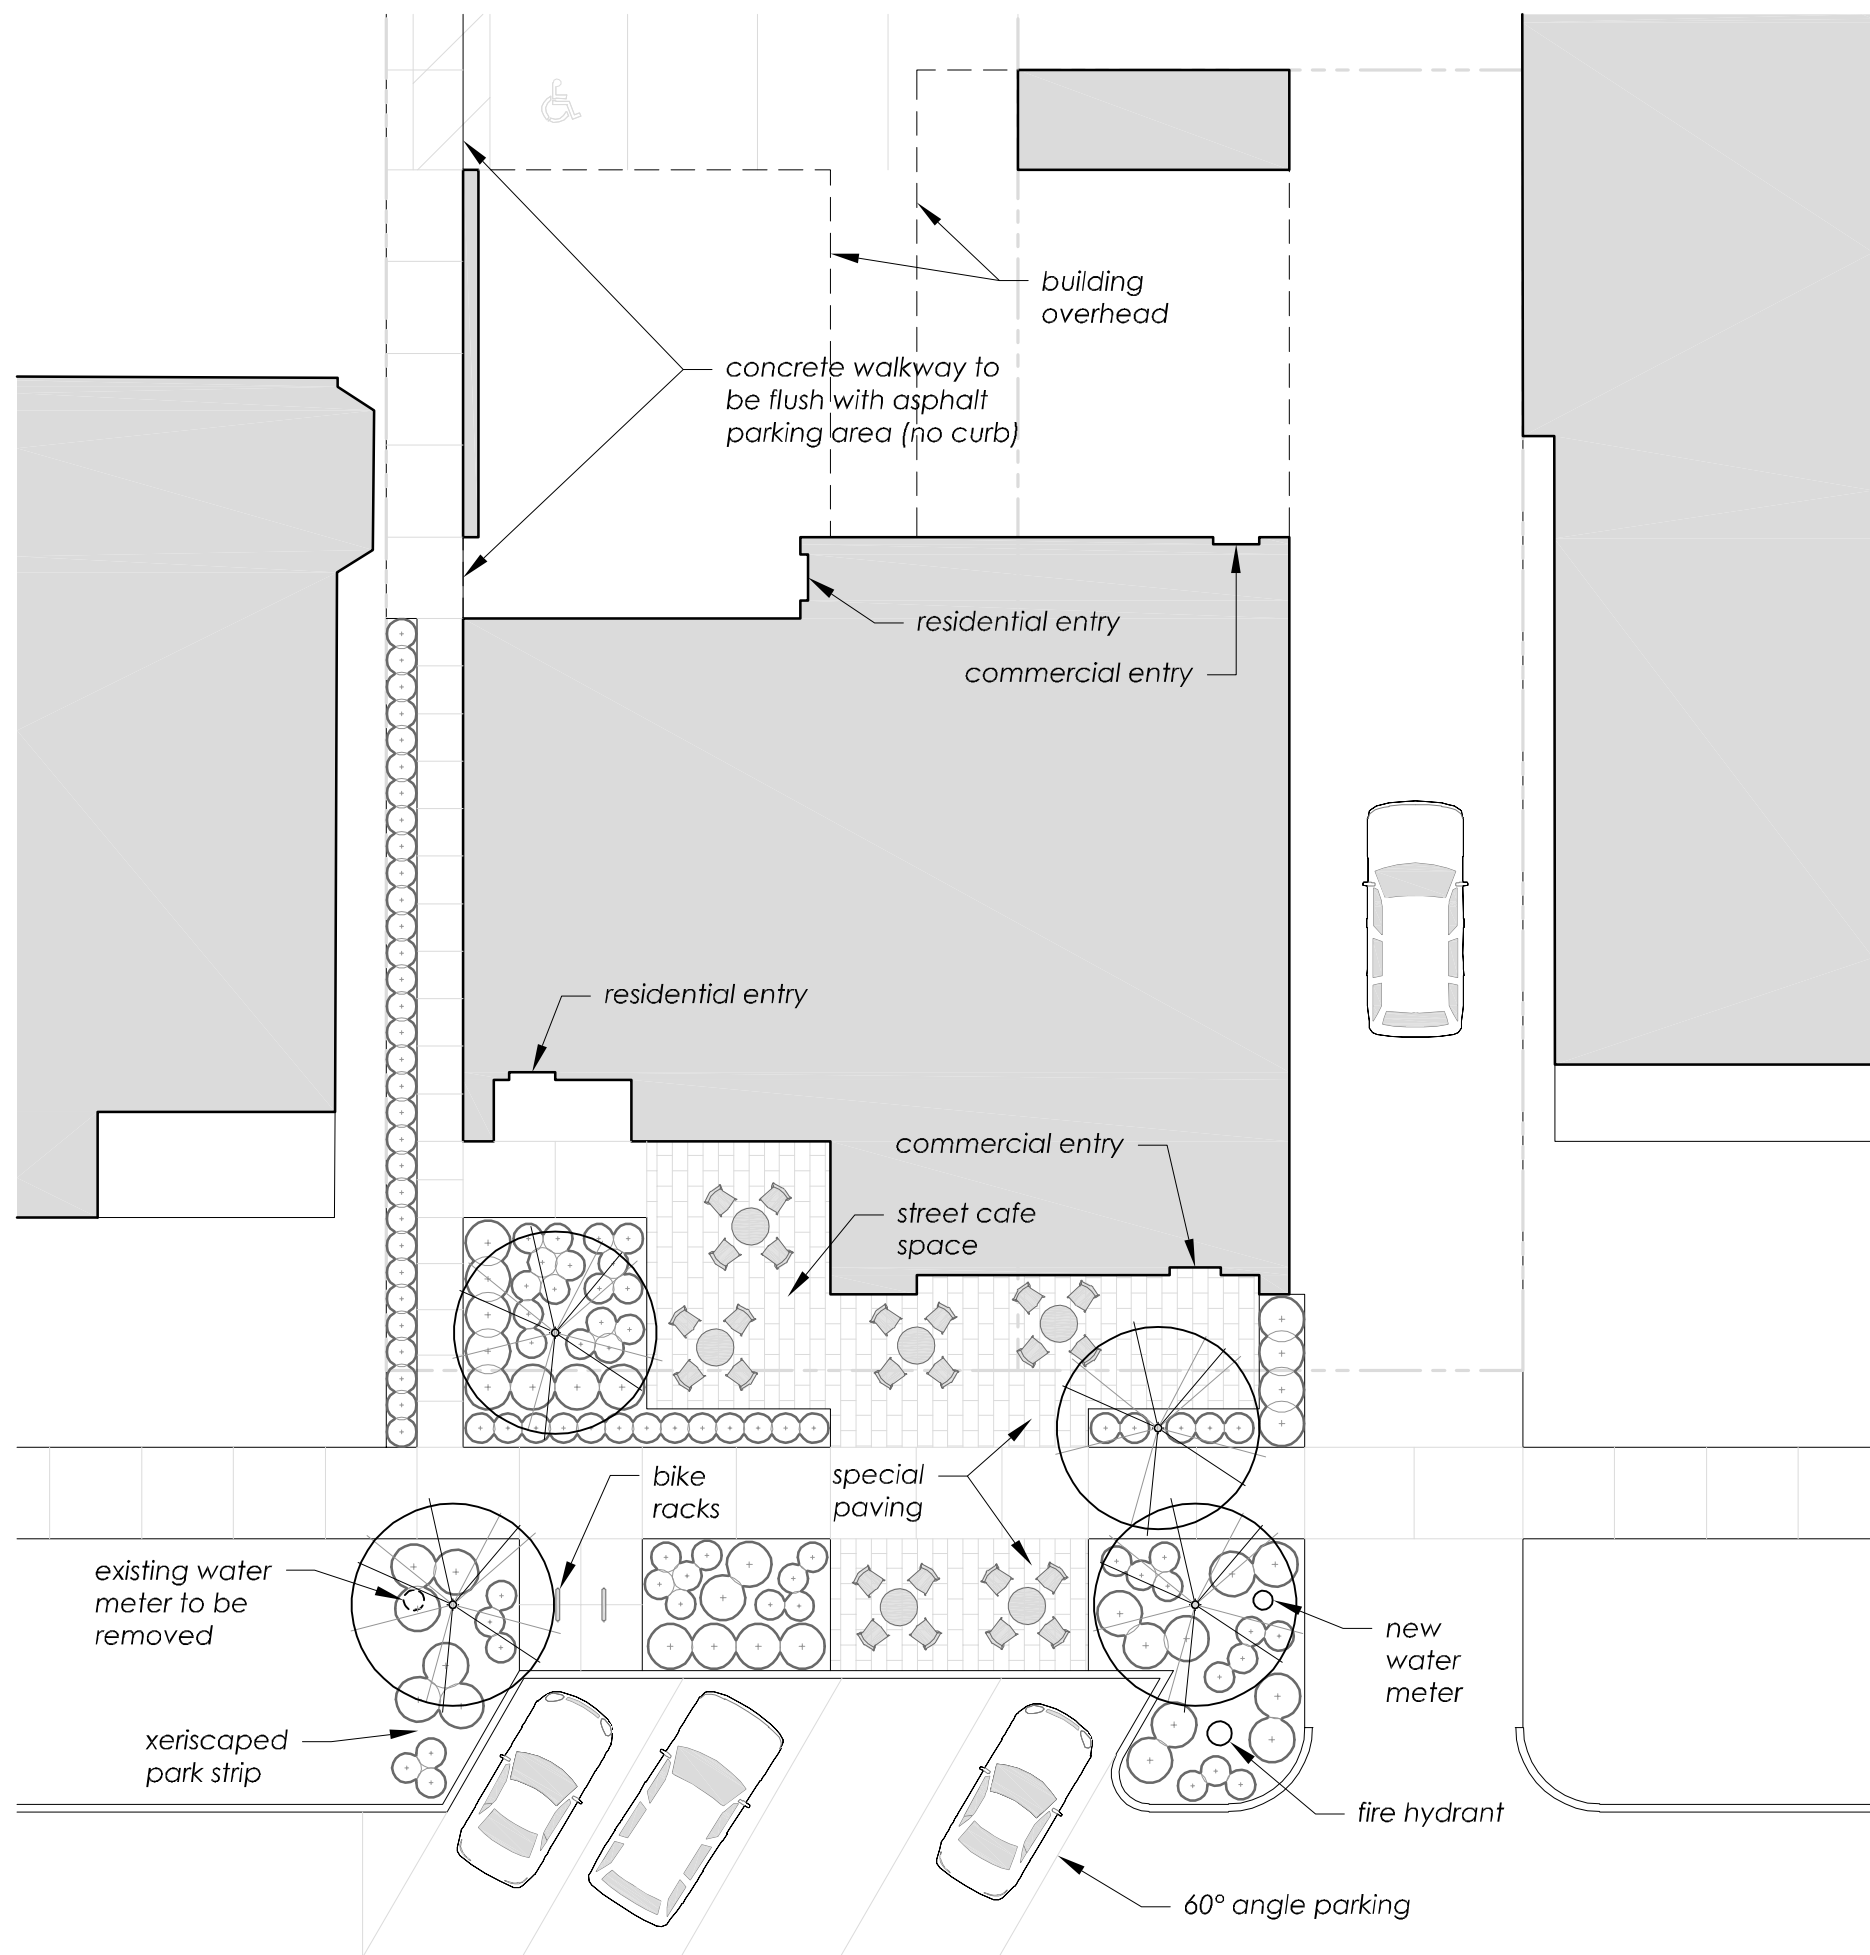 building
overhead
concrete walkway to
be flush with asphalt
parking area (no curb)
residential entry
commercial entry
residential entry
commercial entry
street cafe
space
bike
racks
special
paving
existing water
meter to be
removed
new
water
meter
xeriscaped
park strip
fire hydrant
60° angle parking